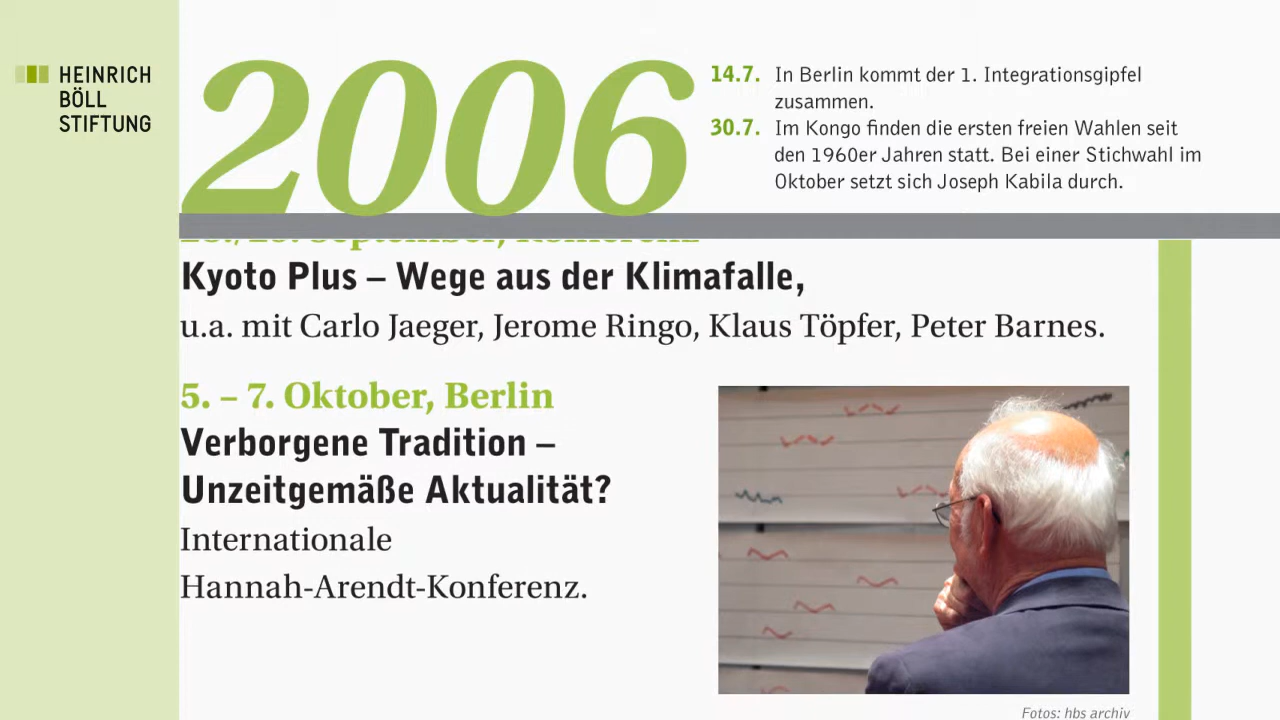 HEINRICH
BÖLL
STIFTUNG
2006
14.7. In Berlin kommt der 1. Integrationsgipfel
zusammen.
30.7. Im Kongo finden die ersten freien Wahlen seit
den 1960er Jahren statt. Bei einer Stichwahl im
Oktober setzt sich Joseph Kabila durch.
September, Konferenz
Kyoto Plus – Wege aus der Klimafalle,
u.a. mit Carlo Jaeger, Jerome Ringo, Klaus Töpfer, Peter Barnes.
5. – 7. Oktober, Berlin
Verborgene Tradition –
Unzeitgemäße Aktualität?
Internationale
Hannah-Arendt-Konferenz.
Fotos: hbs archiv